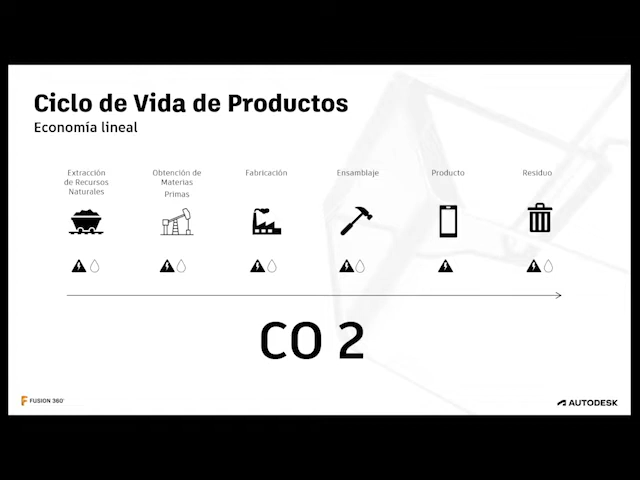 Ciclo de Vida de Productos
Economía lineal
Extracción
de Recursos
Naturales
Obtención de
Materias
Primas
Fabricación
Ensamblaje
Producto
Residuo
CO 2
FUSION 360°
AUTODESK